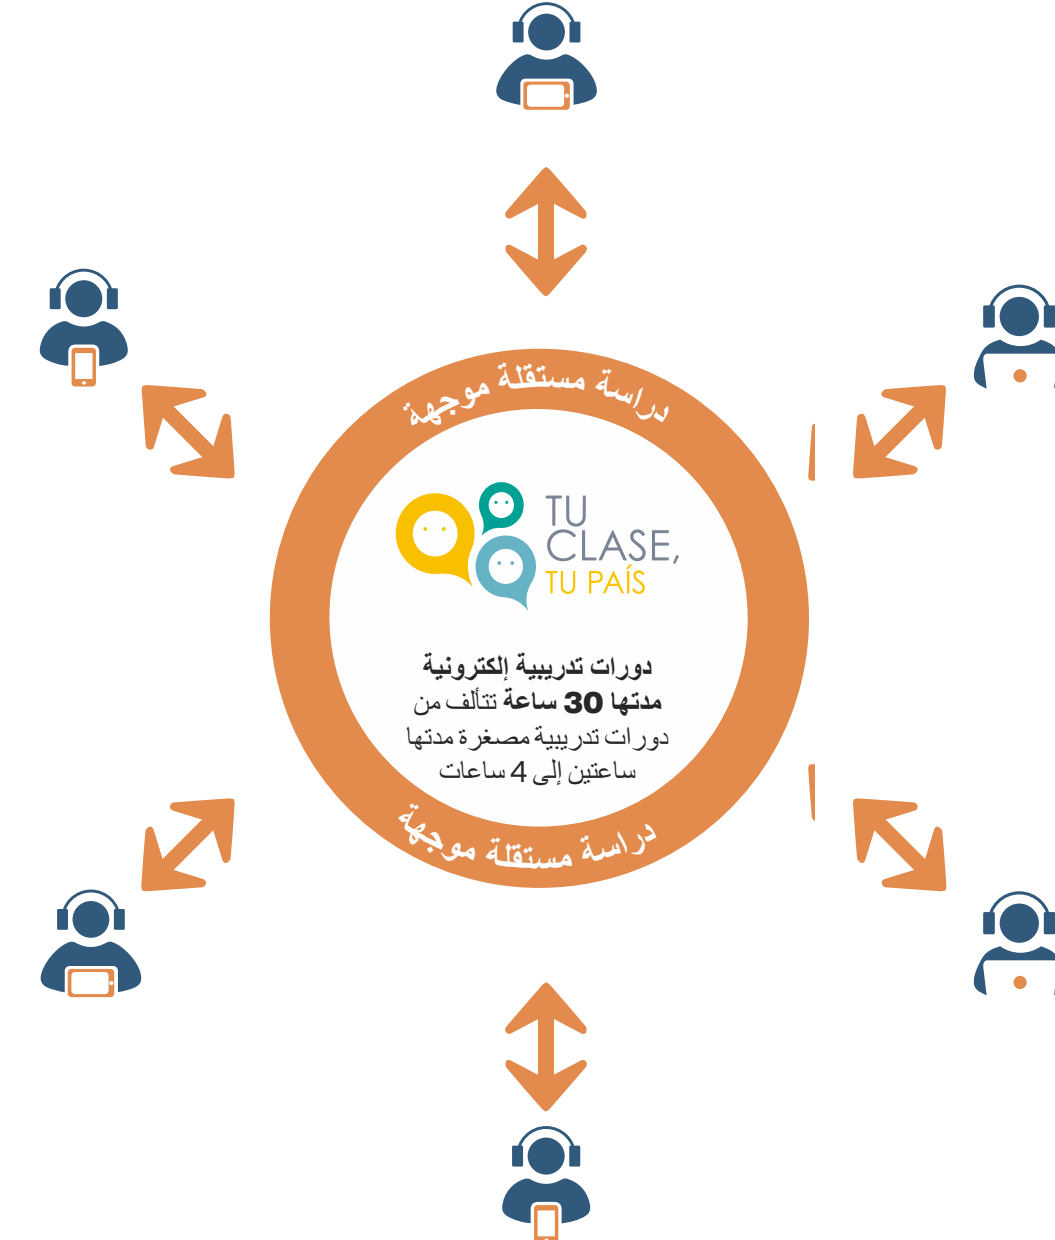 دراسة مستقلة موجهة
TU
CLASE,
TU PAÍS
دورات تدريبية إلكترونية
مدتها 30 ساعة تتألف من
دورات تدريبية مصغرة مدتها
ساعتين إلى 4 ساعات
دراسة مستقلة موجهة